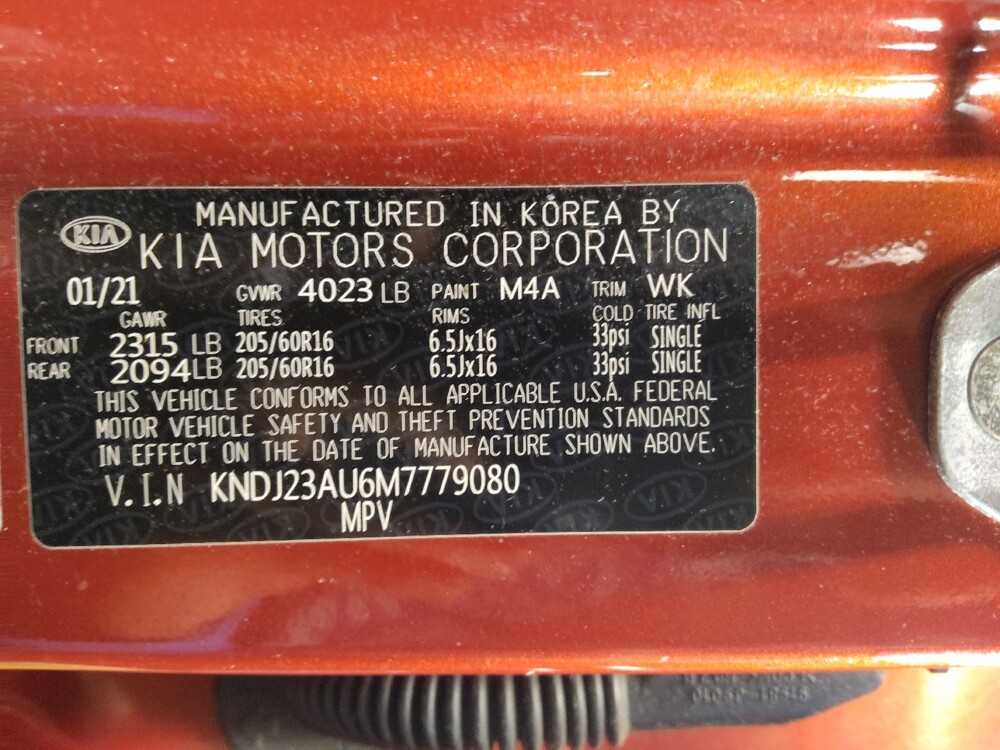 MANUFACTURED IN KOREA BY
KIA KIA MOTORS CORPORATION
01/21 GVWR 4023 LB PAINT M4A TRIM WK
GAWR TIRES RIMS COLD TIRE INFL
FRONT 2315 LB 205/60R16 6.5Jx16 33psi SINGLE
REAR 2094LB 205/60R16 6.5Jx16 33psi SINGLE
THIS VEHICLE CONFORMS TO ALL APPLICABLE U.S.A. FEDERAL
MOTOR VEHICLE SAFETY AND THEFT PREVENTION STANDARDS
IN EFFECT ON THE DATE OF MANUFACTURE SHOWN ABOVE.
V.I.N KNDJ23AU6M7779080
MPV